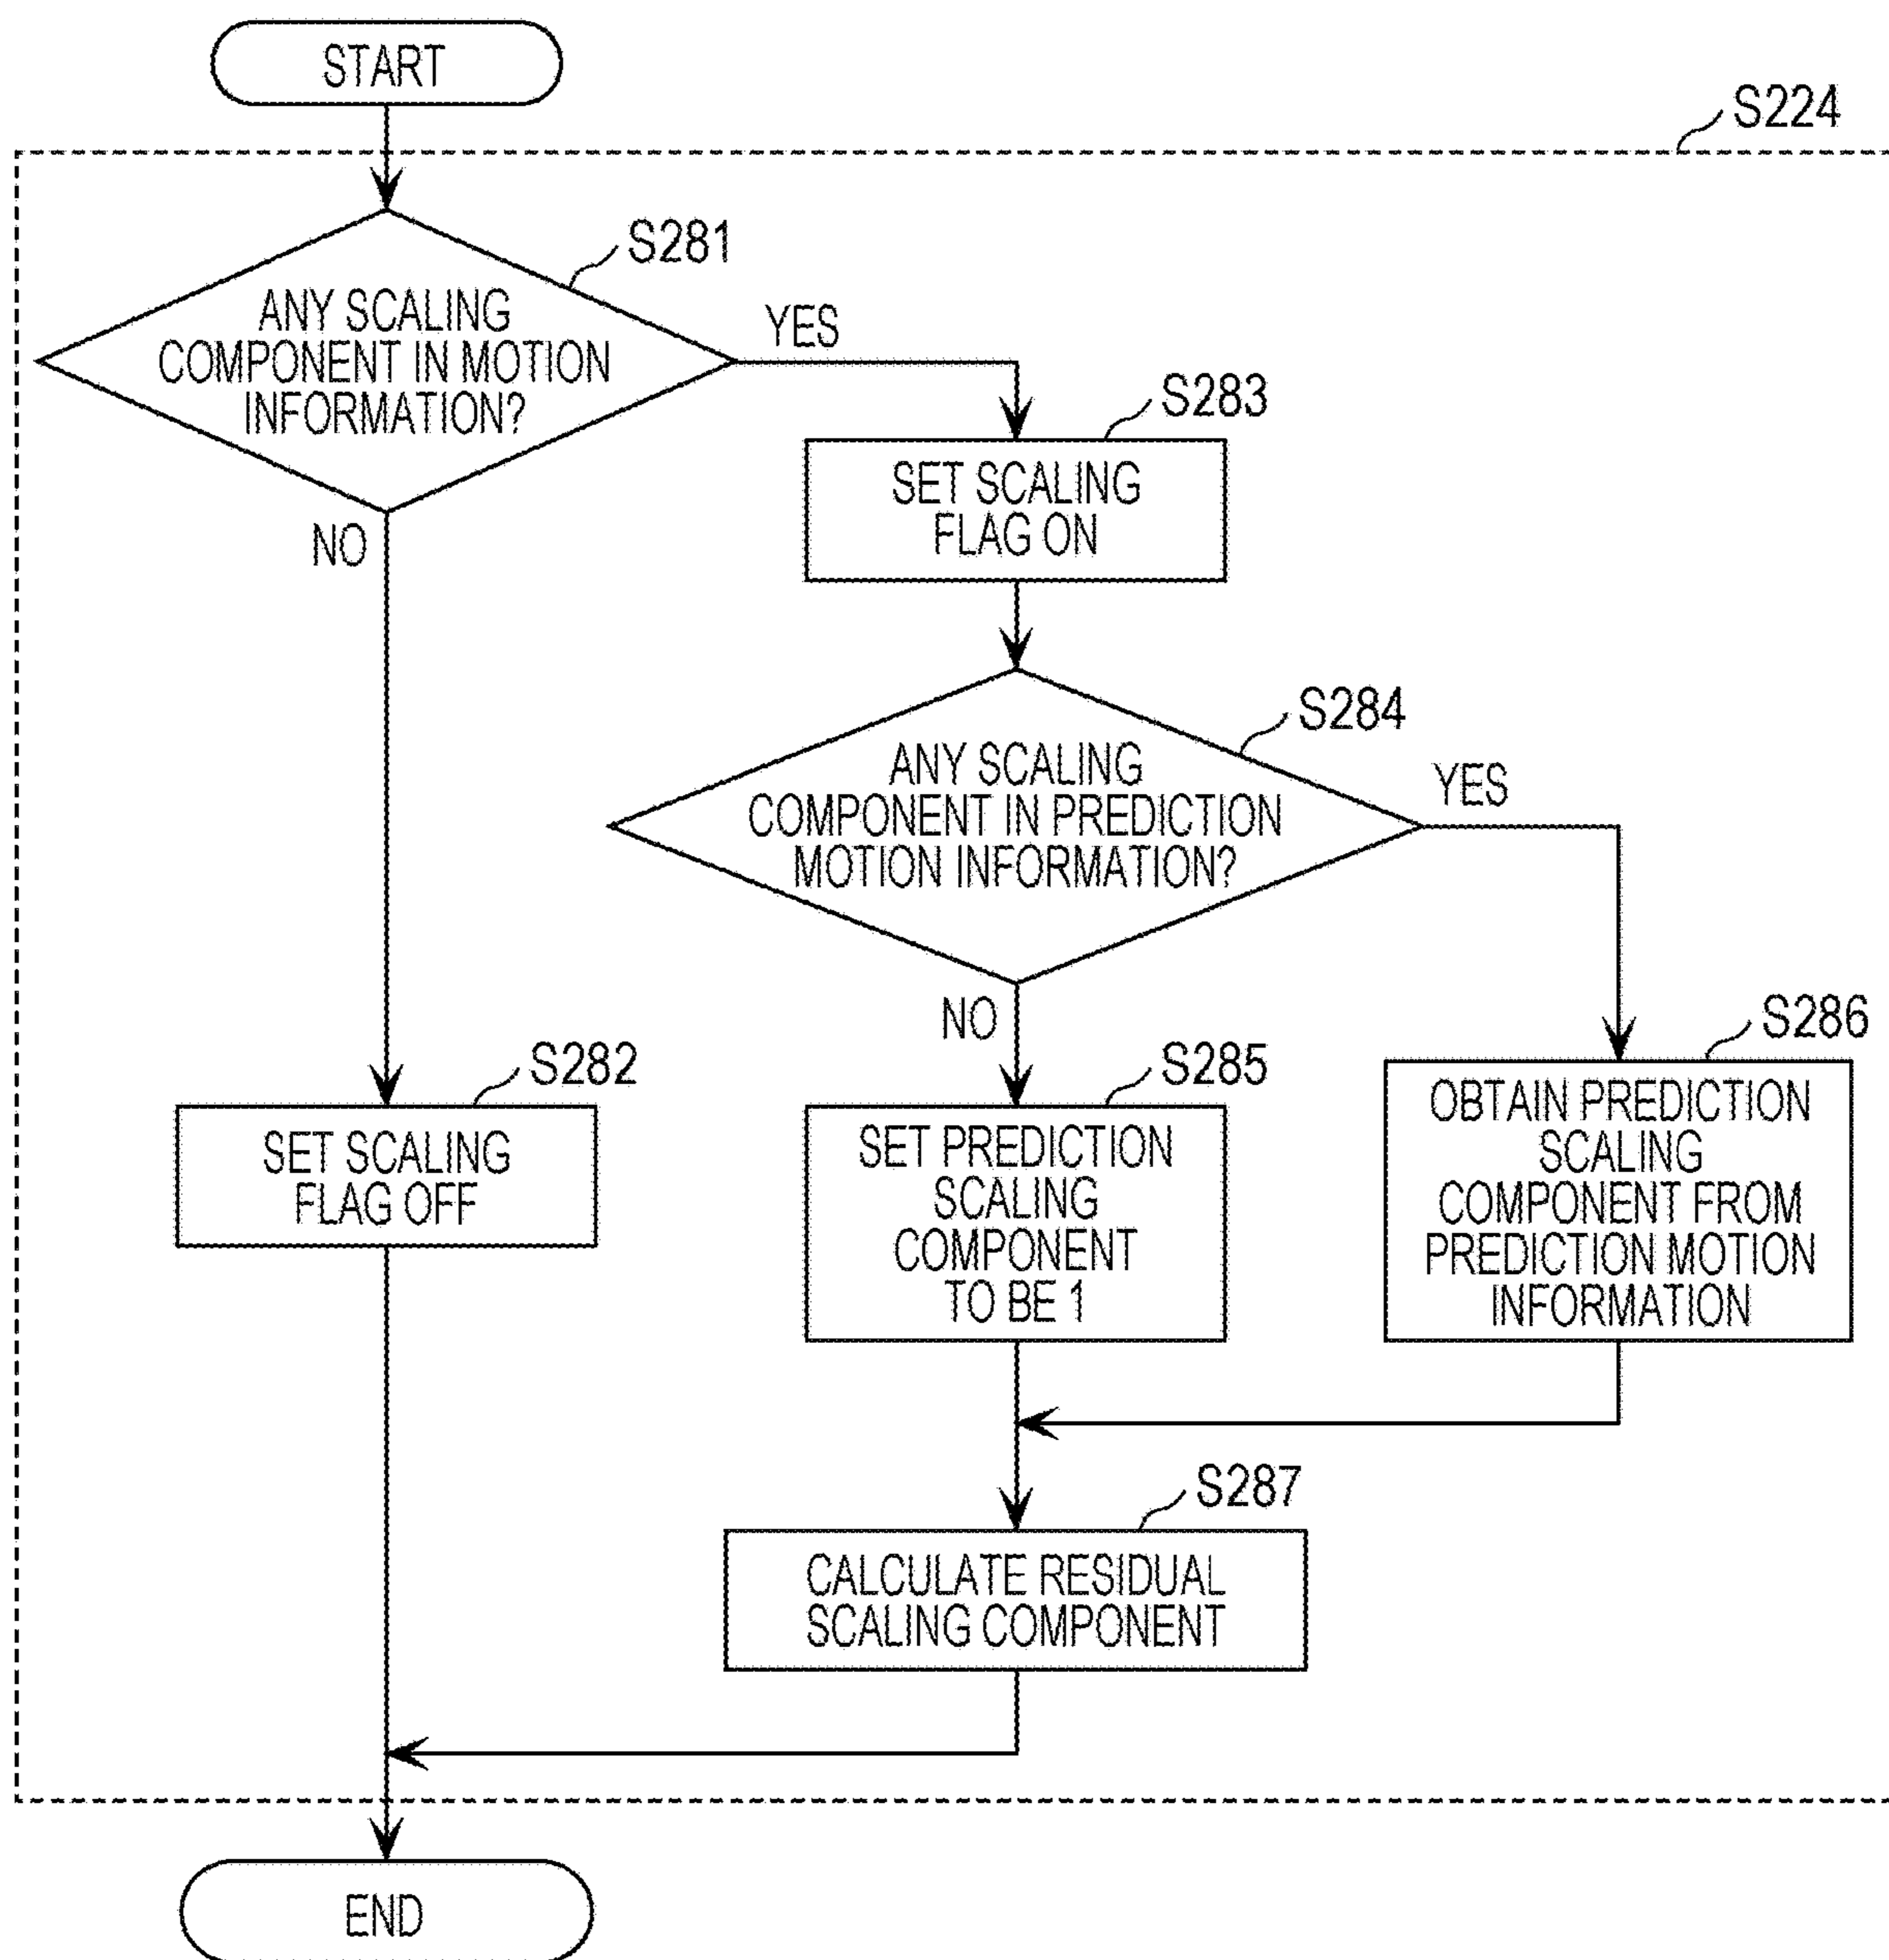 START
S224
S281
ANY SCALING
COMPONENT IN MOTION
INFORMATION?
YES
NO
S283
SET SCALING
FLAG ON
S284
ANY SCALING
COMPONENT IN PREDICTION
MOTION INFORMATION?
YES
NO
S282
SET SCALING
FLAG OFF
S285
SET PREDICTION
SCALING
COMPONENT
TO BE 1
S286
OBTAIN PREDICTION
SCALING
COMPONENT FROM
PREDICTION MOTION
INFORMATION
S287
CALCULATE RESIDUAL
SCALING COMPONENT
END